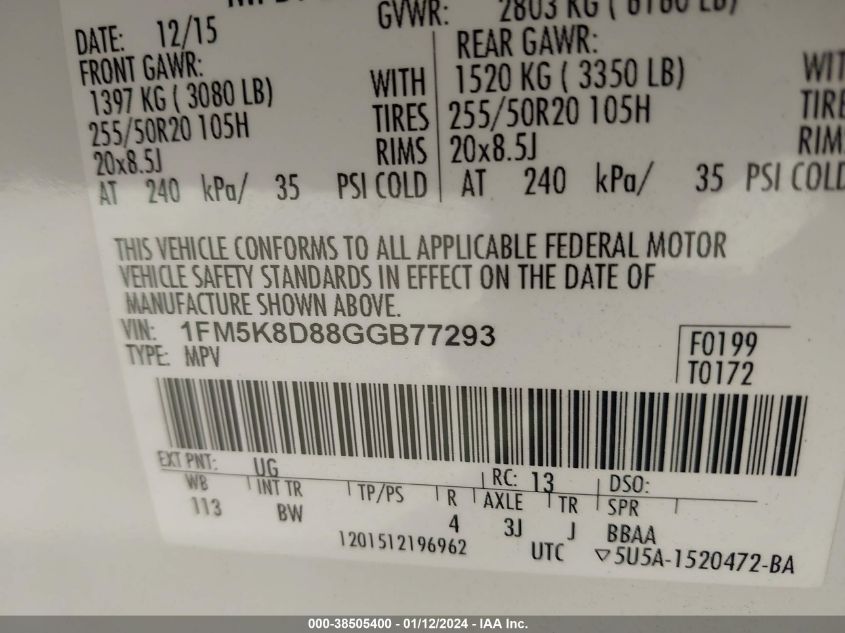 DATE: 12/15
GVWR: 2803 KG ( 6180 LB)
FRONT GAWR:
REAR GAWR:
1397 KG ( 3080 LB) WITH
1520 KG ( 3350 LB) WIT
255/50R20 105H TIRES
255/50R20 105H TIRE
20x8.5J RIMS
20x8.5J RIM
AT 240 kPa/ 35 PSI COLD
AT 240 kPa/ 35 PSI COLD
THIS VEHICLE CONFORMS TO ALL APPLICABLE FEDERAL MOTOR
VEHICLE SAFETY STANDARDS IN EFFECT ON THE DATE OF
MANUFACTURE SHOWN ABOVE.
VIN: 1FM5K8D88GGB77293
TYPE: MPV
F0199
T0172
EXT PNT: UG RC: 13 DSO:
WB INT TR TP/PS R AXLE TR SPR
113 BW 4 3J J BBAA
1201512196962 UTC ▽5U5A-1520472-BA
000-38505400 - 01/12/2024 - IAA Inc.